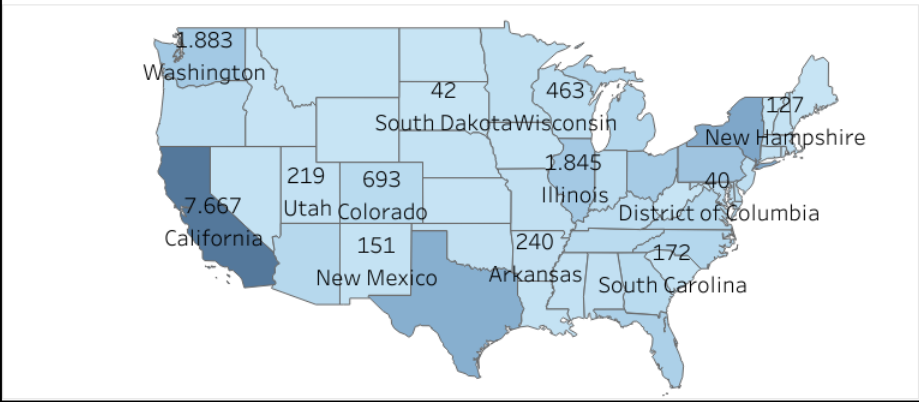 1.883
Washington
42
South Dakota
463
Wisconsin
127
New Hampshire
219
Utah
693
Colorado
1.845
Illinois
40
District of Columbia
7.667
California
151
New Mexico
240
Arkansas
172
South Carolina